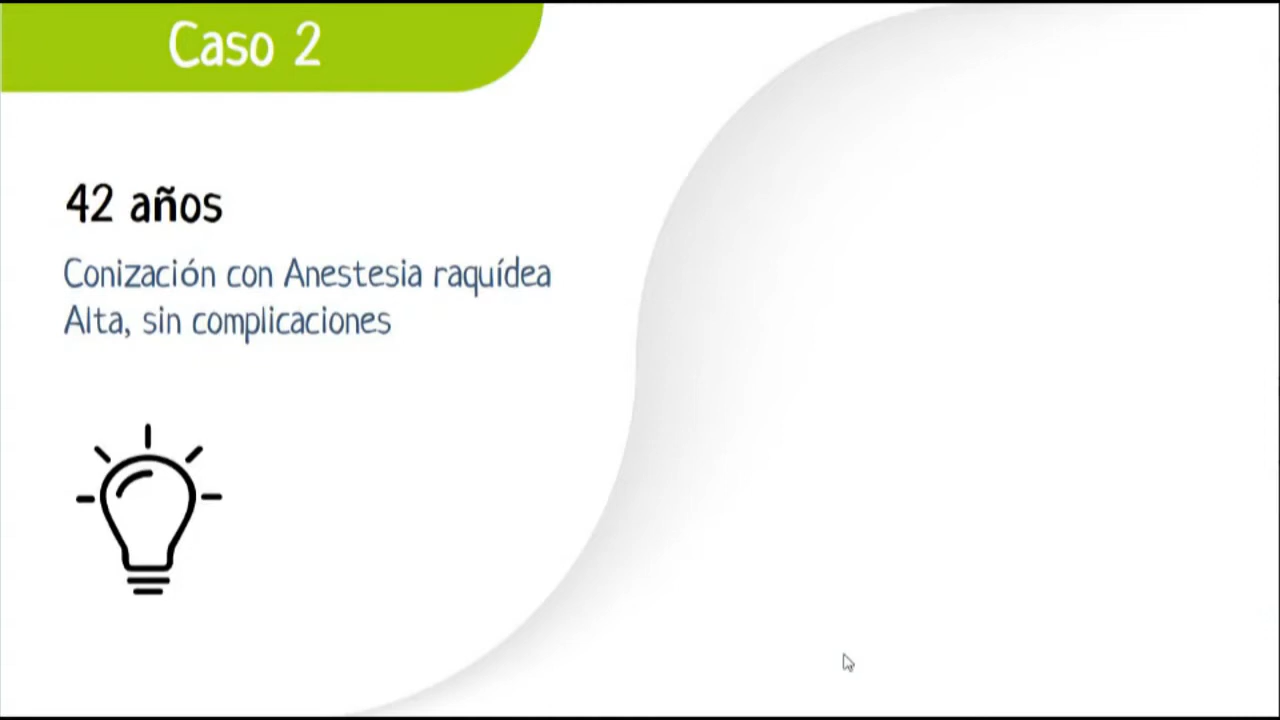 Caso 2
42 años
Conización con Anestesia raquídea
Alta, sin complicaciones